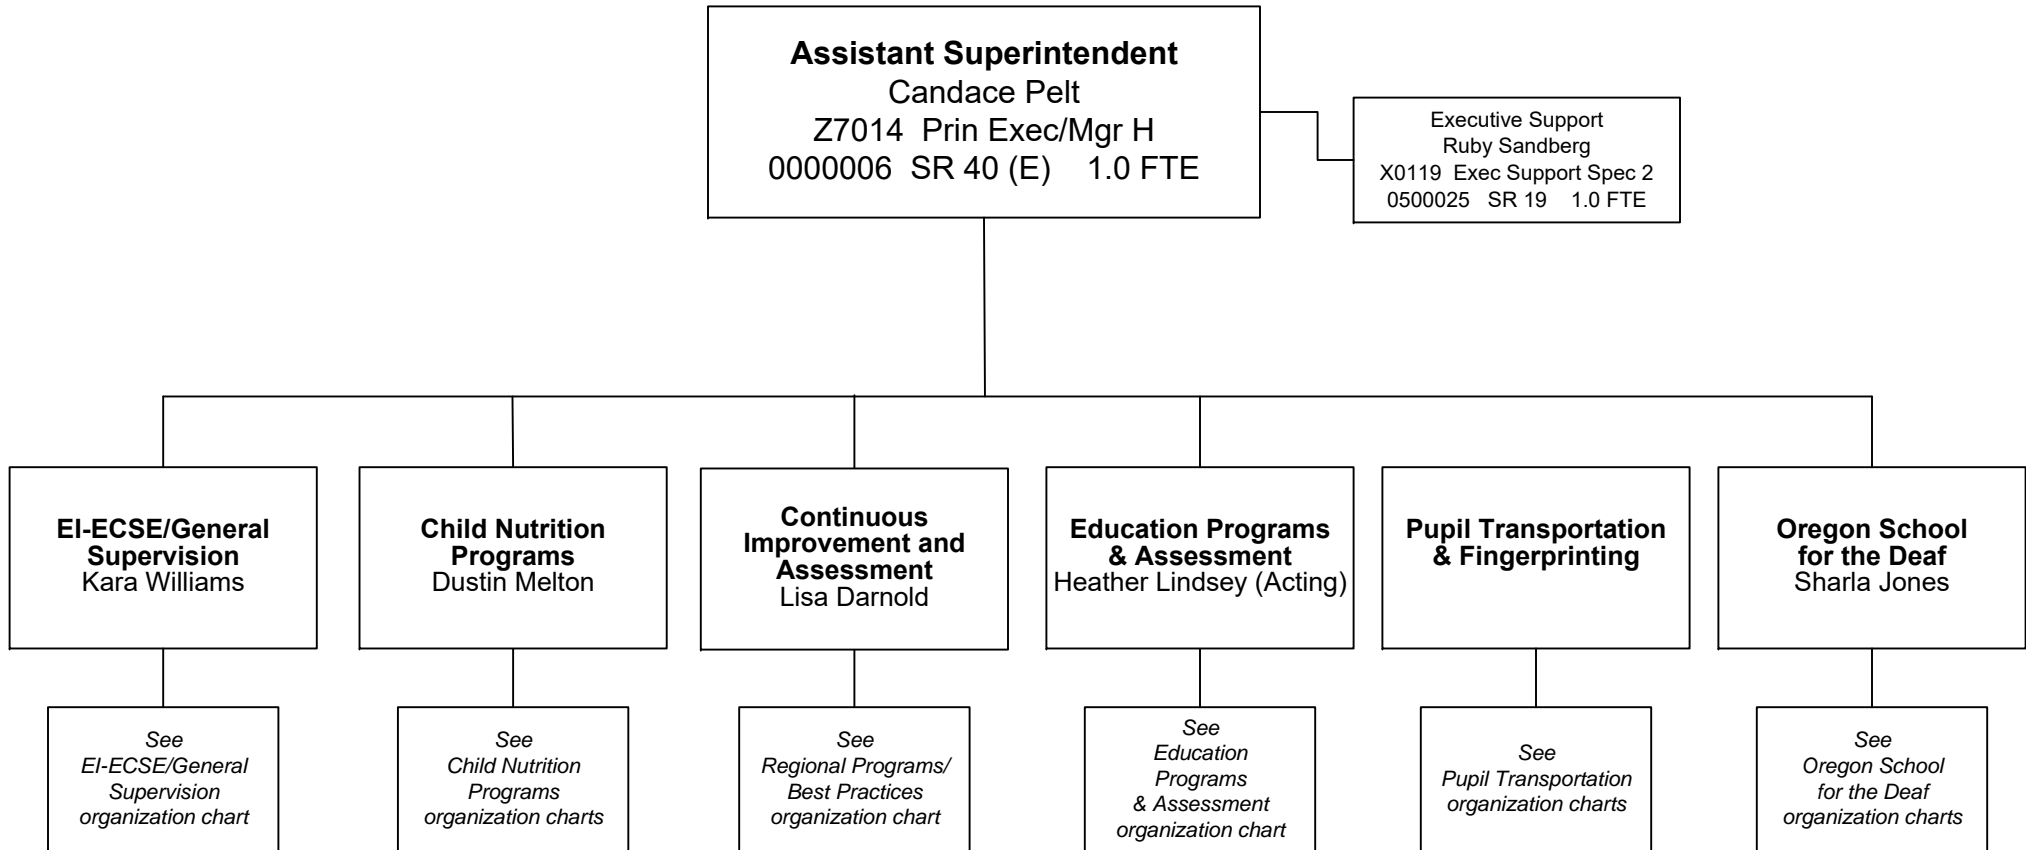 Assistant Superintendent
Candace Pelt
Z7014 Prin Exec/Mgr H
0000006 SR 40 (E) 1.0 FTE
Executive Support
Ruby Sandberg
X0119 Exec Support Spec 2
0500025 SR 19 1.0 FTE
EI-ECSE/General
Supervision
Kara Williams
Child Nutrition
Programs
Dustin Melton
Continuous
Improvement and
Assessment
Lisa Darnold
Education Programs
& Assessment
Heather Lindsey (Acting)
Pupil Transportation
& Fingerprinting
Oregon School
for the Deaf
Sharla Jones
See
EI-ECSE/General
Supervision
organization chart
See
Child Nutrition
Programs
organization charts
See
Regional Programs/
Best Practices
organization chart
See
Education
Programs
& Assessment
organization chart
See
Pupil Transportation
organization charts
See
Oregon School
for the Deaf
organization charts